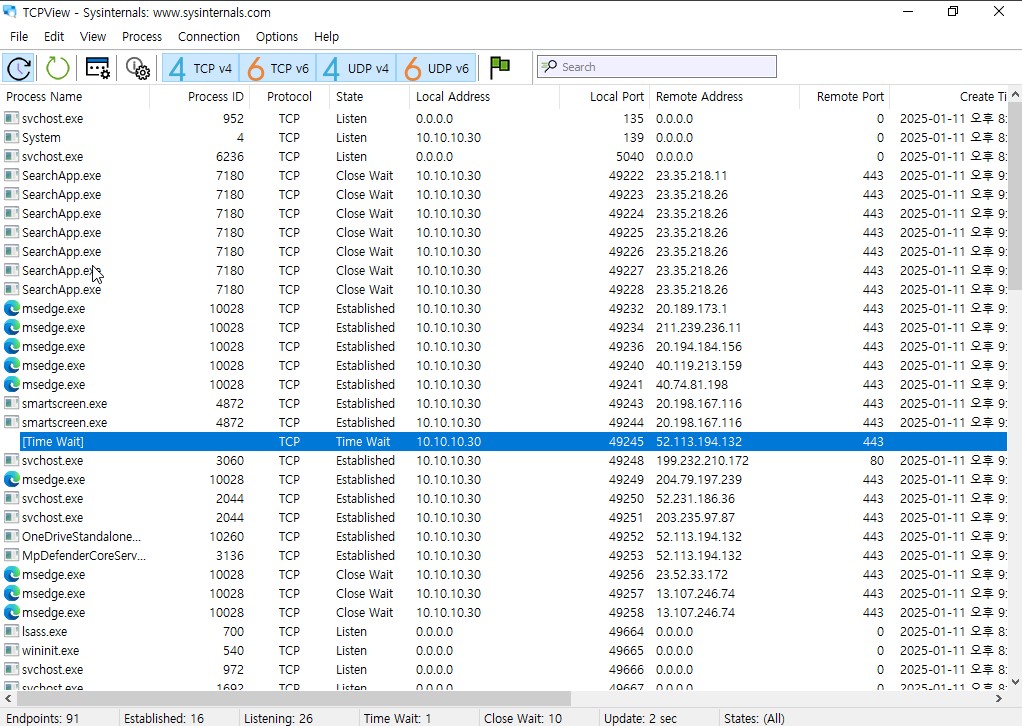 TCPView - Sysinternals: www.sysinternals.com
File Edit View Process Connection Options Help
4 TCP v4 6 TCP v6 4 UDP v4 6 UDP v6 Search
Process Name Process ID Protocol State Local Address Local Port Remote Address Remote Port Create Ti
svchost.exe 952 TCP Listen 0.0.0.0 135 0.0.0.0 0 2025-01-11 오후 8:
System 4 TCP Listen 10.10.10.30 139 0.0.0.0 0 2025-01-11 오후 8:
svchost.exe 6236 TCP Listen 0.0.0.0 5040 0.0.0.0 0 2025-01-11 오후 8:
SearchApp.exe 7180 TCP Close Wait 10.10.10.30 49222 23.35.218.11 443 2025-01-11 오후 9:
SearchApp.exe 7180 TCP Close Wait 10.10.10.30 49223 23.35.218.26 443 2025-01-11 오후 9:
SearchApp.exe 7180 TCP Close Wait 10.10.10.30 49224 23.35.218.26 443 2025-01-11 오후 9:
SearchApp.exe 7180 TCP Close Wait 10.10.10.30 49225 23.35.218.26 443 2025-01-11 오후 9:
SearchApp.exe 7180 TCP Close Wait 10.10.10.30 49226 23.35.218.26 443 2025-01-11 오후 9:
SearchApp.exe 7180 TCP Close Wait 10.10.10.30 49227 23.35.218.26 443 2025-01-11 오후 9:
SearchApp.exe 7180 TCP Close Wait 10.10.10.30 49228 23.35.218.26 443 2025-01-11 오후 9:
msedge.exe 10028 TCP Established 10.10.10.30 49232 20.189.173.1 443 2025-01-11 오후 9:
msedge.exe 10028 TCP Established 10.10.10.30 49234 211.239.236.11 443 2025-01-11 오후 9:
msedge.exe 10028 TCP Established 10.10.10.30 49236 20.194.184.156 443 2025-01-11 오후 9:
msedge.exe 10028 TCP Established 10.10.10.30 49240 40.119.213.159 443 2025-01-11 오후 9:
msedge.exe 10028 TCP Established 10.10.10.30 49241 40.74.81.198 443 2025-01-11 오후 9:
smartscreen.exe 4872 TCP Established 10.10.10.30 49243 20.198.167.116 443 2025-01-11 오후 9:
smartscreen.exe 4872 TCP Established 10.10.10.30 49244 20.198.167.116 443 2025-01-11 오후 9:
[Time Wait] TCP Time Wait 10.10.10.30 49245 52.113.194.132 443
svchost.exe 3060 TCP Established 10.10.10.30 49248 199.232.210.172 80 2025-01-11 오후 9:
msedge.exe 10028 TCP Established 10.10.10.30 49249 204.79.197.239 443 2025-01-11 오후 9:
svchost.exe 2044 TCP Established 10.10.10.30 49250 52.231.186.36 443 2025-01-11 오후 9:
svchost.exe 2044 TCP Established 10.10.10.30 49251 203.235.97.87 443 2025-01-11 오후 9:
OneDriveStandalone... 10260 TCP Established 10.10.10.30 49252 52.113.194.132 443 2025-01-11 오후 9:
MpDefenderCoreServ... 3136 TCP Established 10.10.10.30 49253 52.113.194.132 443 2025-01-11 오후 9:
msedge.exe 10028 TCP Close Wait 10.10.10.30 49256 23.52.33.172 443 2025-01-11 오후 9:
msedge.exe 10028 TCP Close Wait 10.10.10.30 49257 13.107.246.74 443 2025-01-11 오후 9:
msedge.exe 10028 TCP Close Wait 10.10.10.30 49258 13.107.246.74 443 2025-01-11 오후 9:
lsass.exe 700 TCP Listen 0.0.0.0 49664 0.0.0.0 0 2025-01-11 오후 8:
wininit.exe 540 TCP Listen 0.0.0.0 49665 0.0.0.0 0 2025-01-11 오후 8:
svchost.exe 972 TCP Listen 0.0.0.0 49666 0.0.0.0 0 2025-01-11 오후 8:
svchost.exe 1692 TCP Listen 0.0.0.0 49667 0.0.0.0 0 2025-01-11 오후 8:
Endpoints: 91 Established: 16 Listening: 26 Time Wait: 1 Close Wait: 10 Update: 2 sec States: (All)